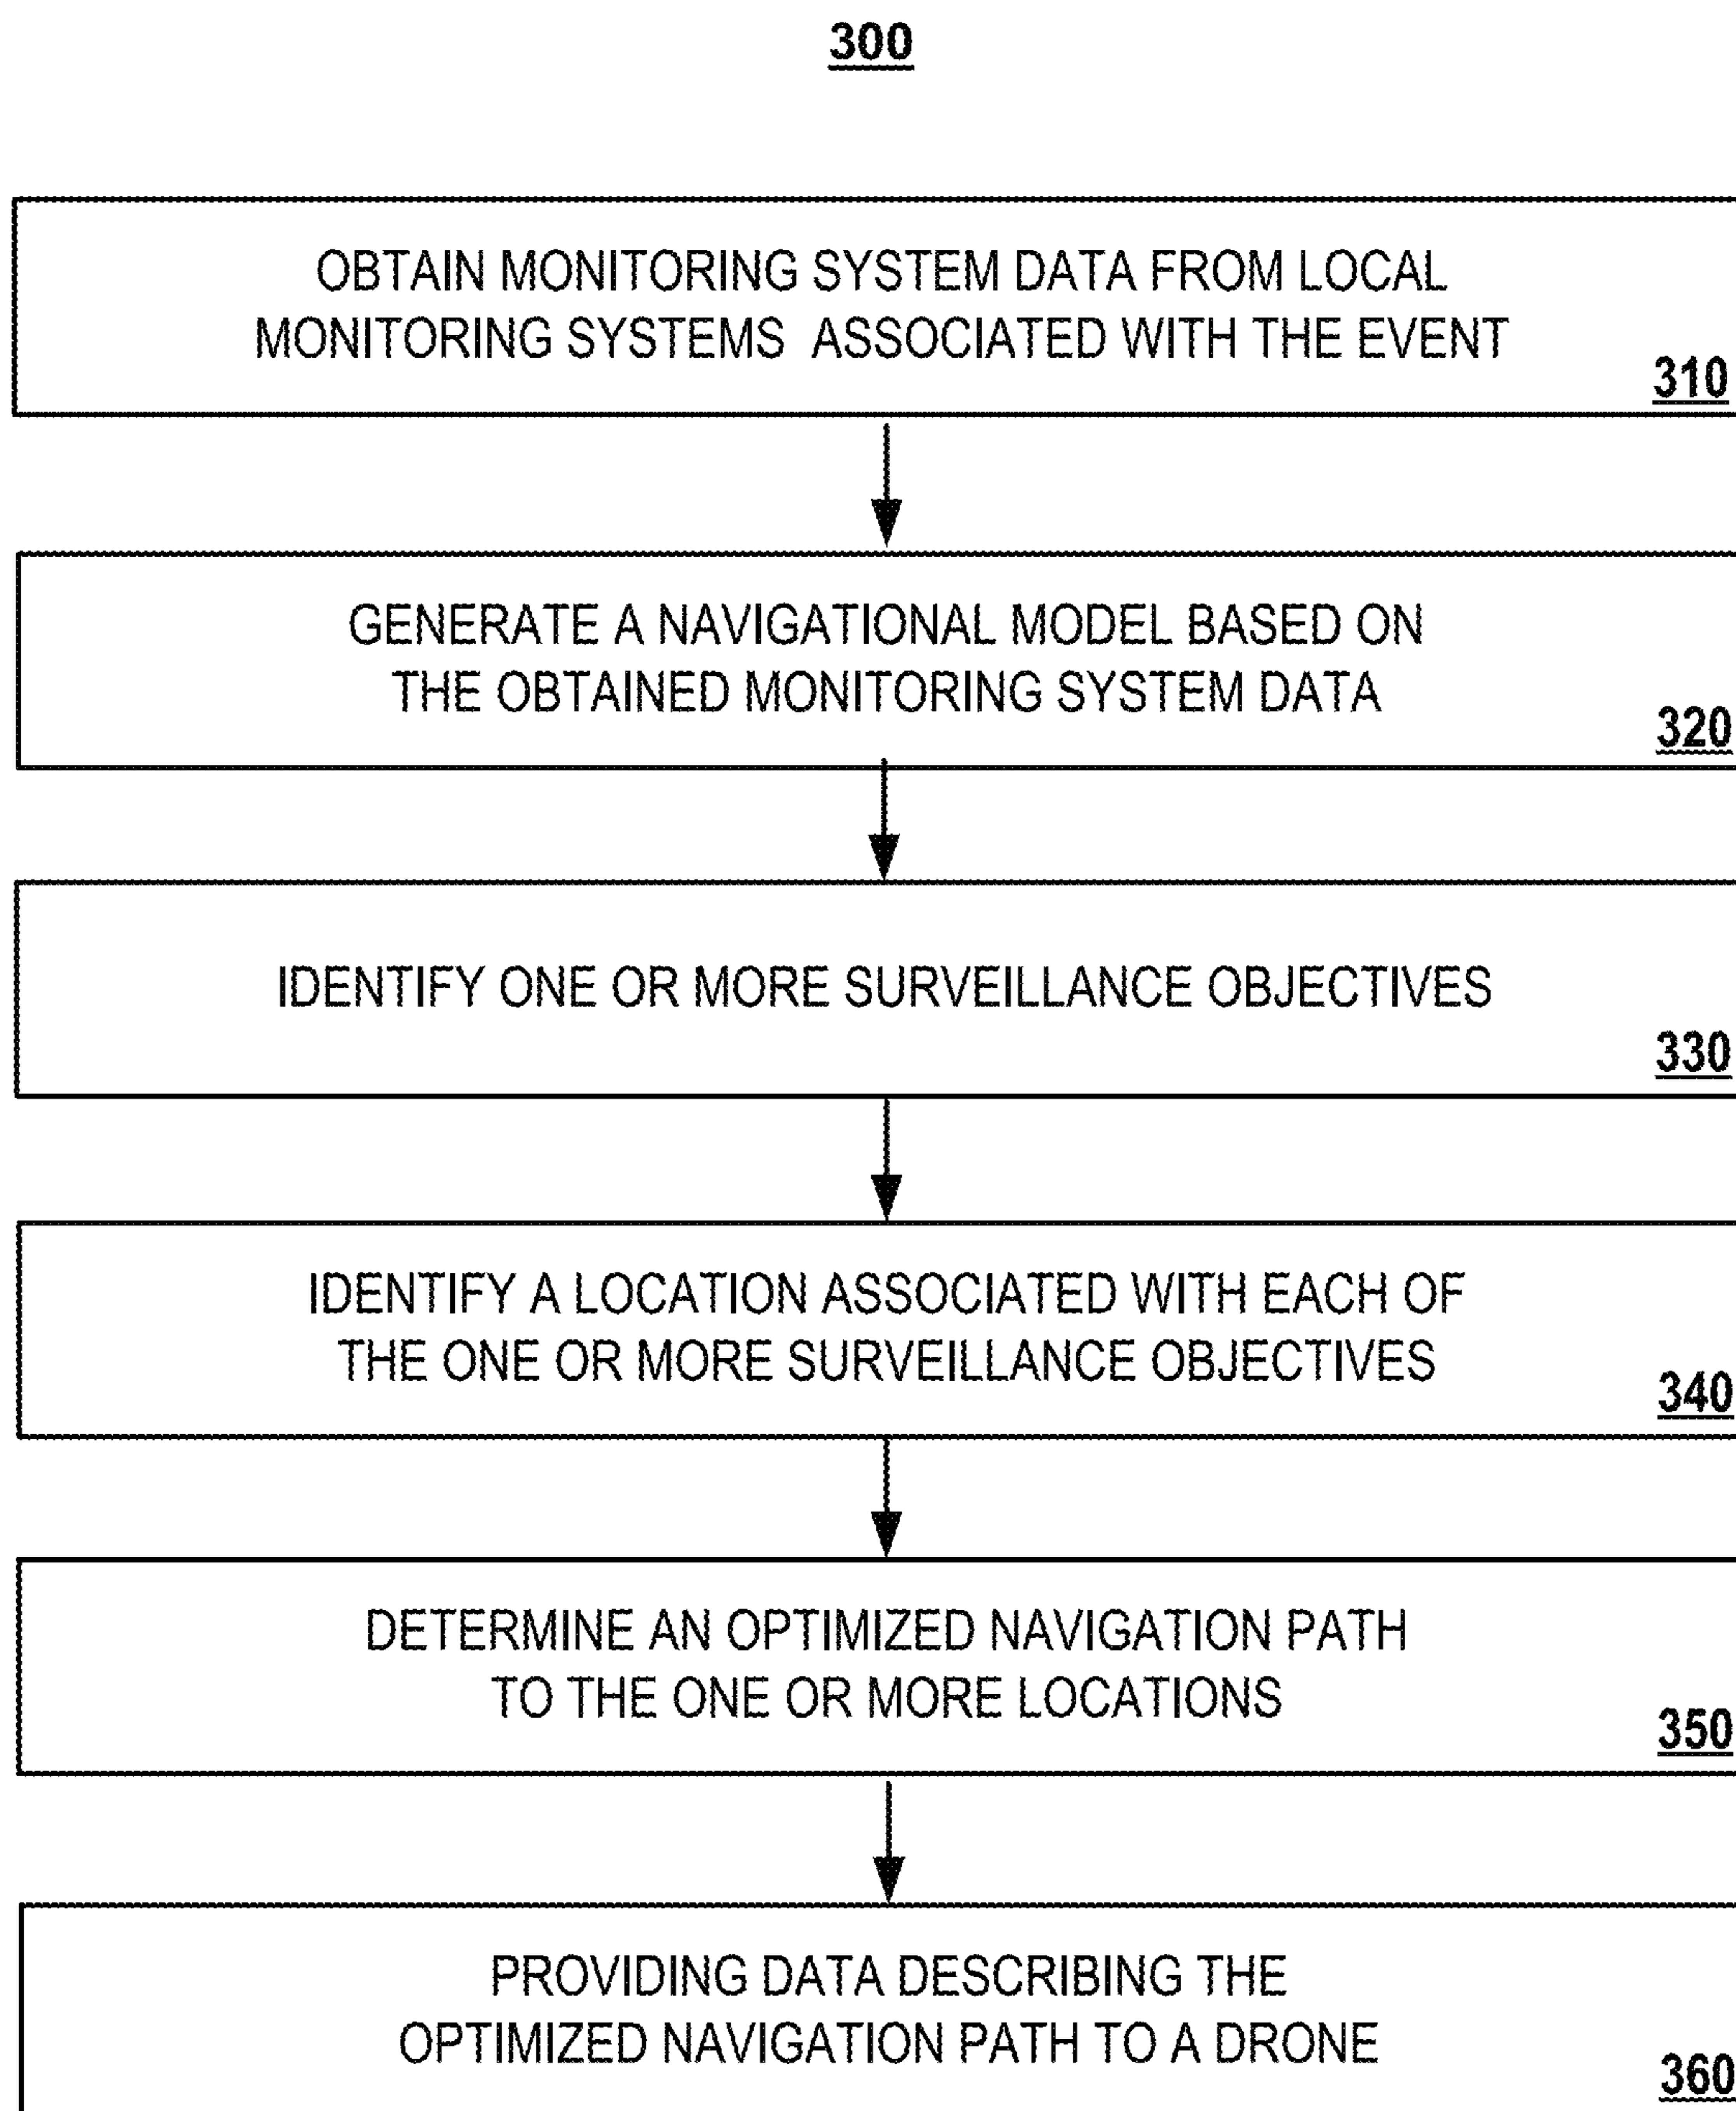 300
OBTAIN MONITORING SYSTEM DATA FROM LOCAL
MONITORING SYSTEMS ASSOCIATED WITH THE EVENT
310
GENERATE A NAVIGATIONAL MODEL BASED ON
THE OBTAINED MONITORING SYSTEM DATA
320
IDENTIFY ONE OR MORE SURVEILLANCE OBJECTIVES
330
IDENTIFY A LOCATION ASSOCIATED WITH EACH OF
THE ONE OR MORE SURVEILLANCE OBJECTIVES
340
DETERMINE AN OPTIMIZED NAVIGATION PATH
TO THE ONE OR MORE LOCATIONS
350
PROVIDING DATA DESCRIBING THE
OPTIMIZED NAVIGATION PATH TO A DRONE
360